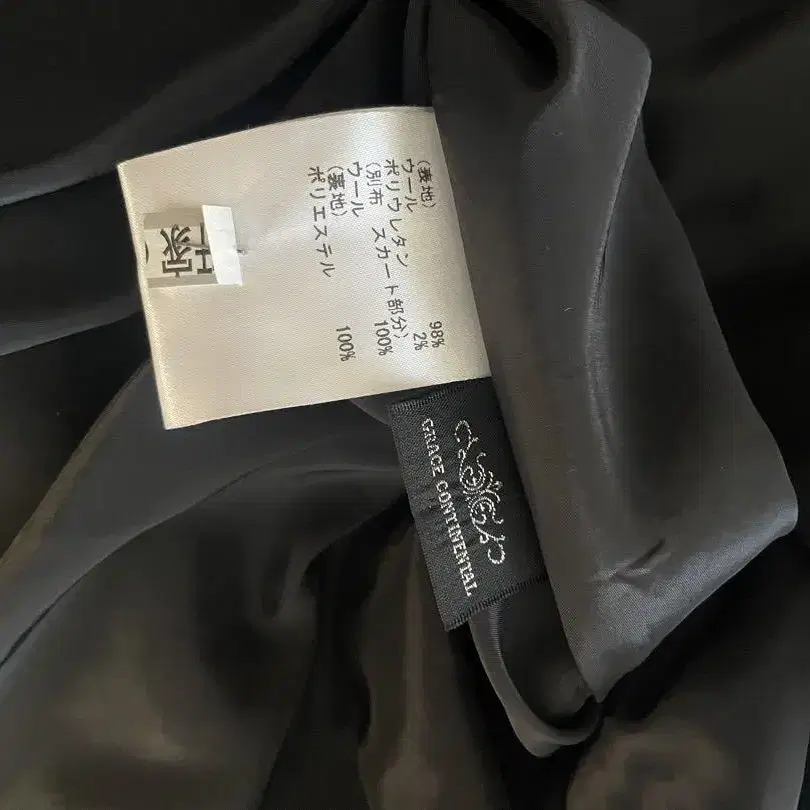 (表地)
ウール 98%
ポリウレタン 2%
(別布 スカート部分)
ウール 100%
(裏地)
ポリエステル 100%
GRACE CONTINENTAL